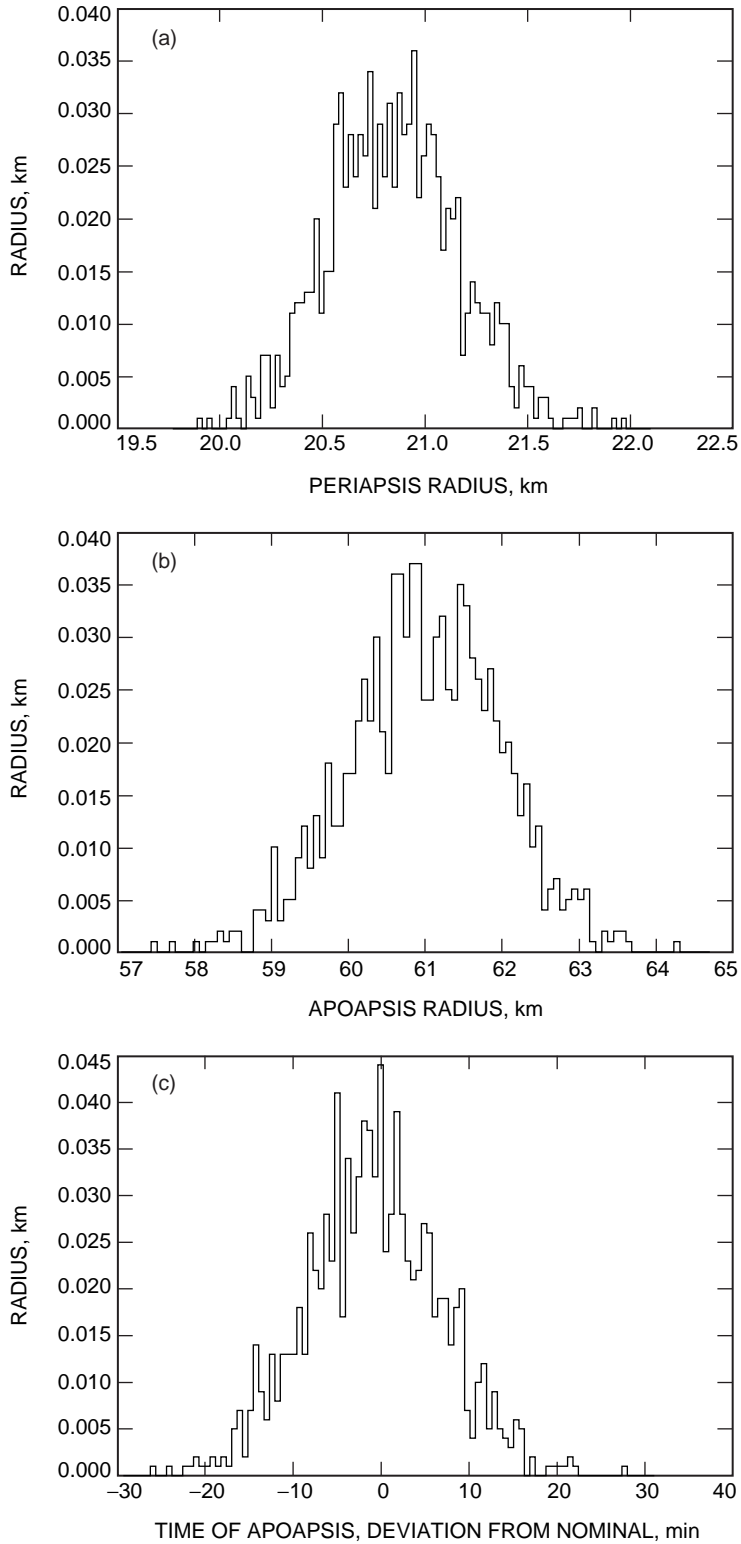 (a)
0.040
0.035
0.030
0.025
0.020
0.015
0.010
0.005
0.000
RADIUS, km
19.5 20.0 20.5 21.0 21.5 22.0 22.5
PERIAPSIS RADIUS, km
(b)
0.040
0.035
0.030
0.025
0.020
0.015
0.010
0.005
0.000
RADIUS, km
57 58 59 60 61 62 63 64 65
APOAPSIS RADIUS, km
(c)
0.045
0.040
0.035
0.030
0.025
0.020
0.015
0.010
0.005
0.000
RADIUS, km
–30 –20 –10 0 10 20 30 40
TIME OF APOAPSIS, DEVIATION FROM NOMINAL, min